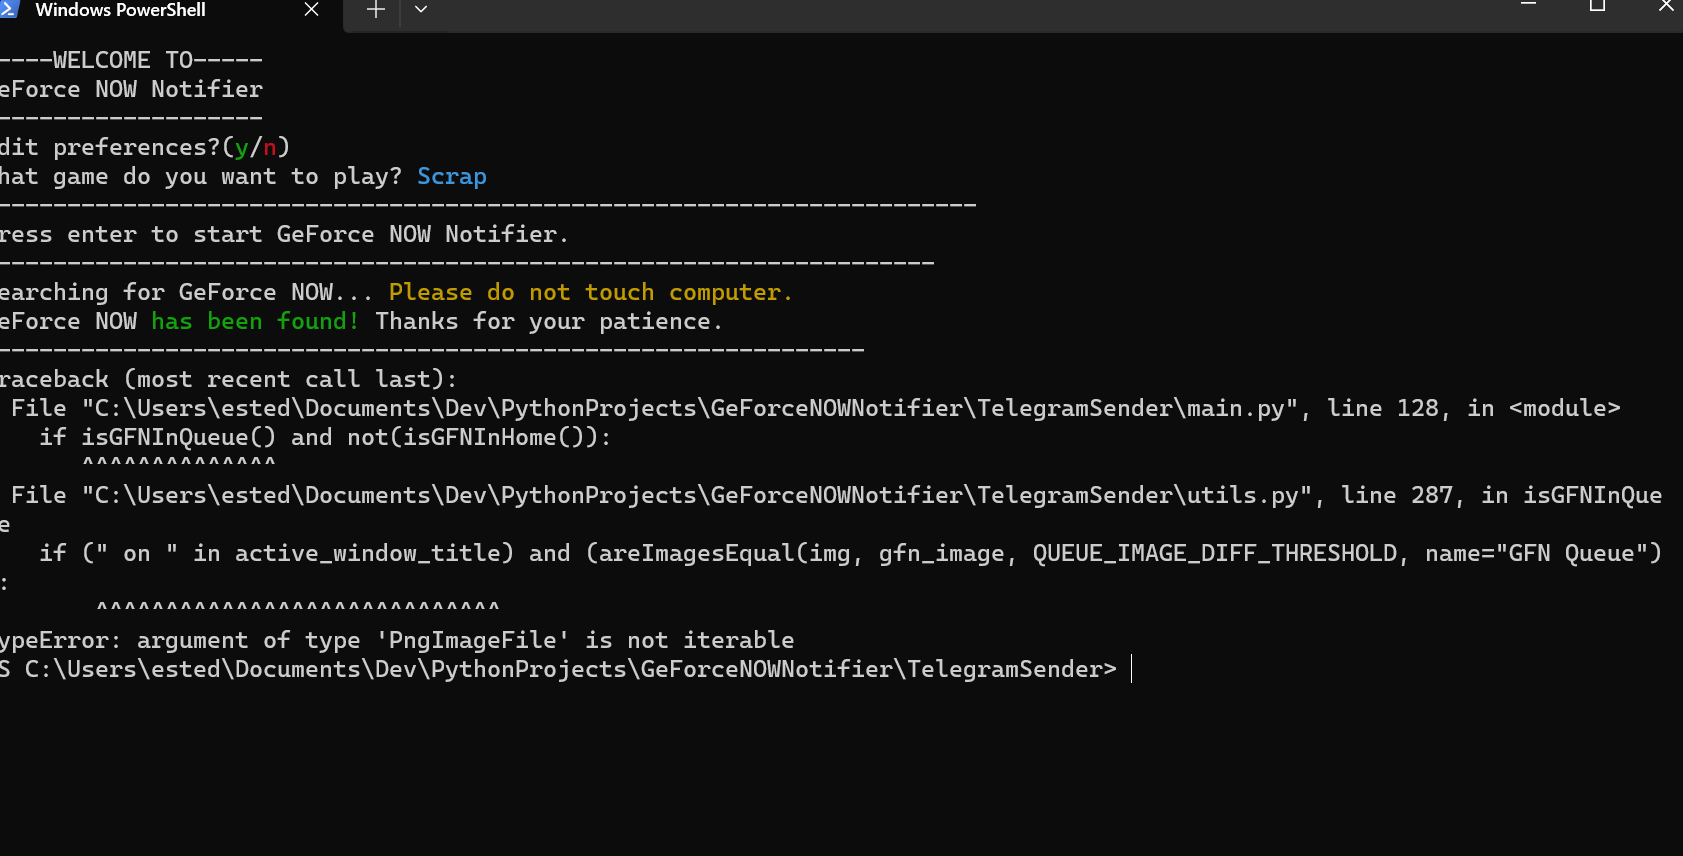 Windows PowerShell
----WELCOME TO-----
eForce NOW Notifier
-------------------
dit preferences?(y/n)
hat game do you want to play? Scrap
----------------------------------------------------------------------
ress enter to start GeForce NOW Notifier.
-------------------------------------------------------------------
earching for GeForce NOW... Please do not touch computer.
eForce NOW has been found! Thanks for your patience.
--------------------------------------------------------------
raceback (most recent call last):
File "C:\Users\ested\Documents\Dev\PythonProjects\GeForceNOWNotifier\TelegramSender\main.py", line 128, in <module>
if isGFNInQueue() and not(isGFNInHome()):
^^^^^^^^^^^^^^
File "C:\Users\ested\Documents\Dev\PythonProjects\GeForceNOWNotifier\TelegramSender\utils.py", line 287, in isGFNInQue
e
if (" on " in active_window_title) and (areImagesEqual(img, gfn_image, QUEUE_IMAGE_DIFF_THRESHOLD, name="GFN Queue")
:
^^^^^^^^^^^^^^^^^^^^^^^^^^^^^
ypeError: argument of type 'PngImageFile' is not iterable
S C:\Users\ested\Documents\Dev\PythonProjects\GeForceNOWNotifier\TelegramSender>